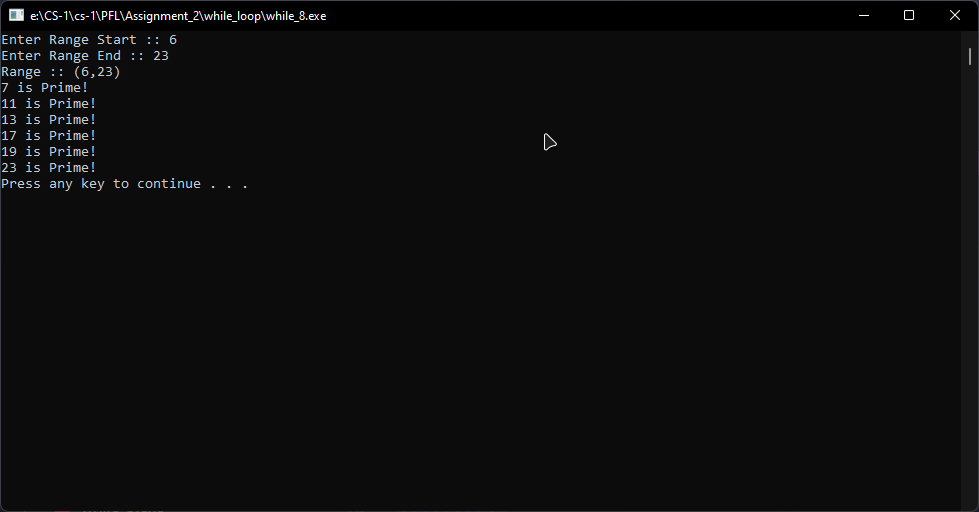 e:\CS-1\cs-1\PFL\Assignment_2\while_loop\while_8.exe
Enter Range Start :: 6
Enter Range End :: 23
Range :: (6,23)
7 is Prime!
11 is Prime!
13 is Prime!
17 is Prime!
19 is Prime!
23 is Prime!
Press any key to continue . . .